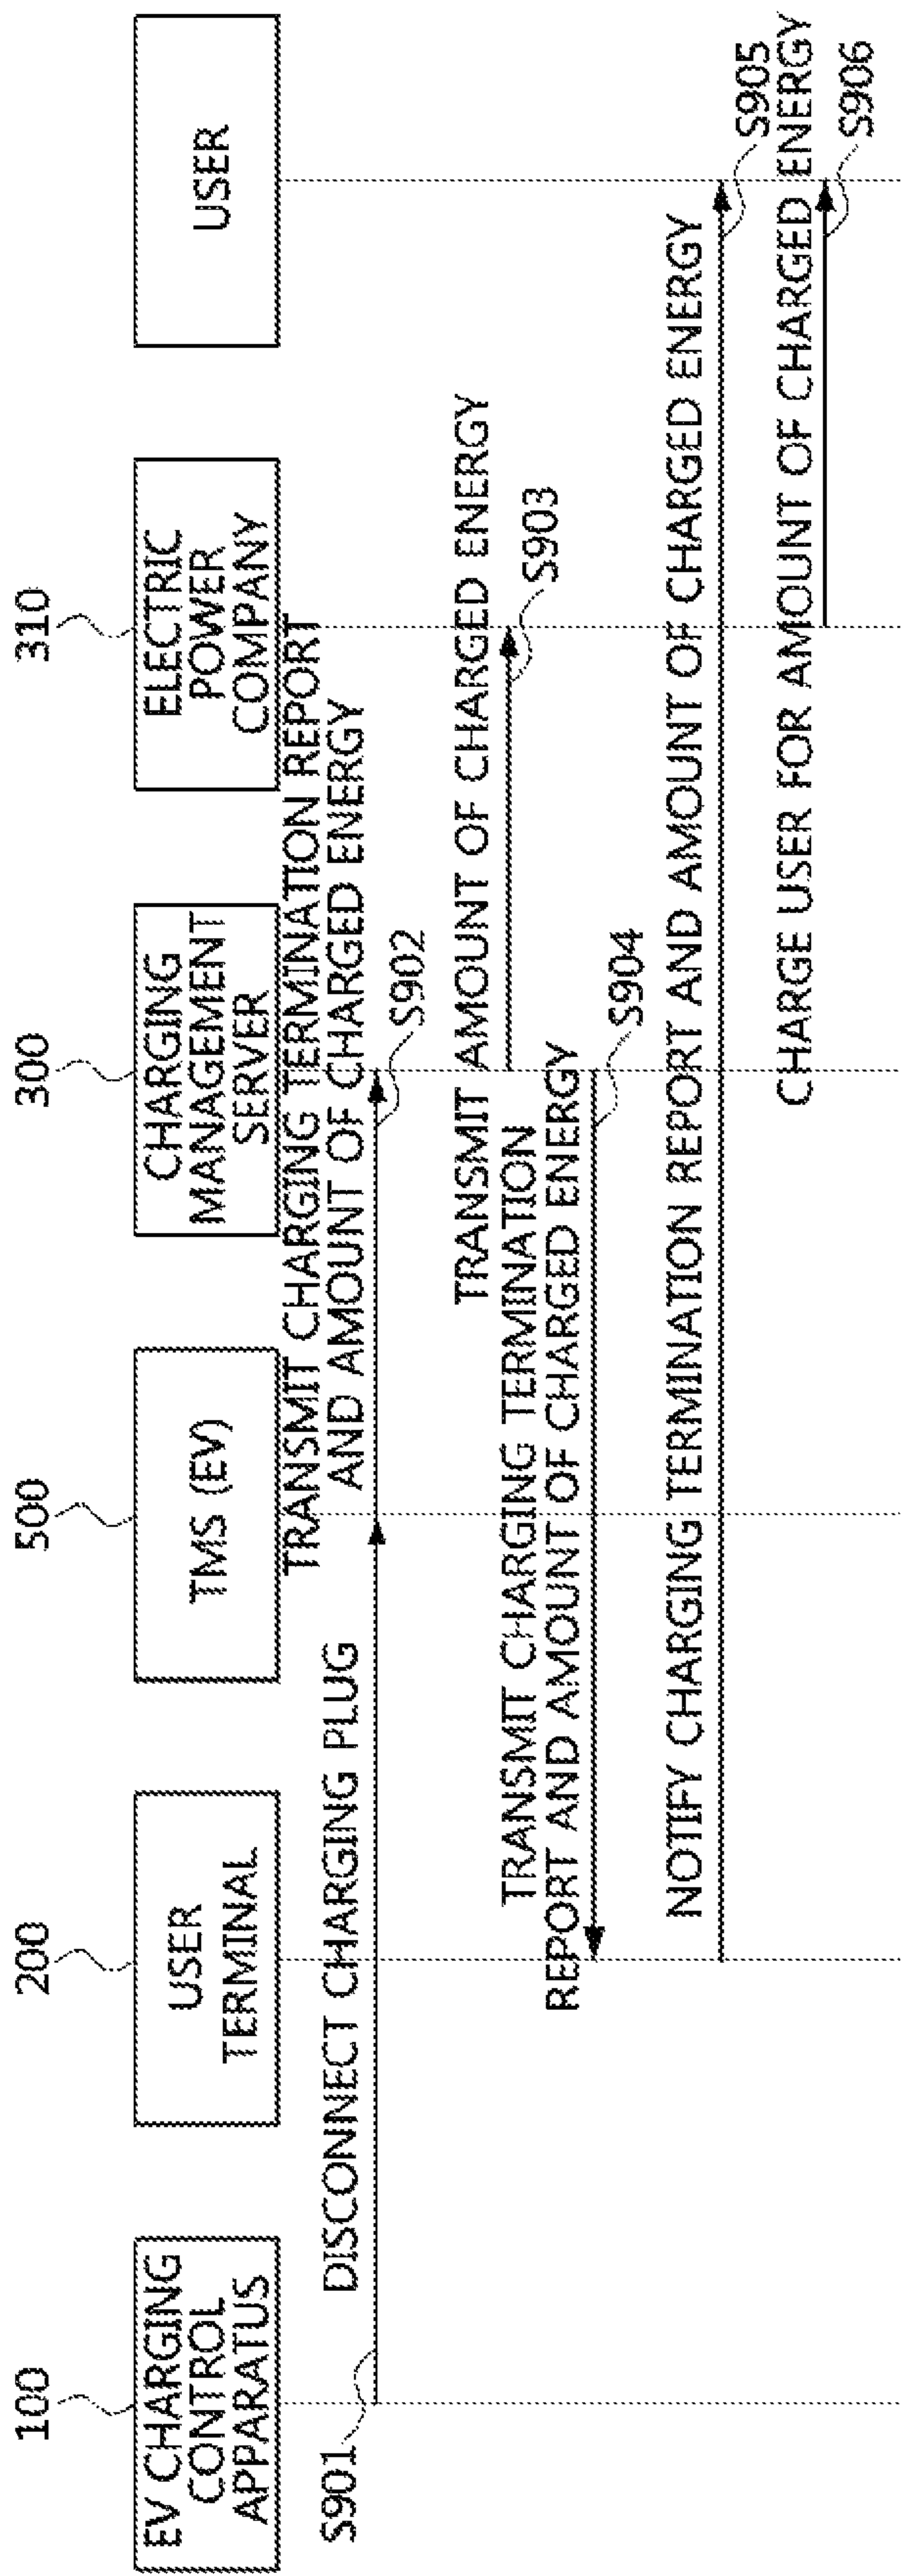 100
200
500
300
310
EV CHARGING
CONTROL
APPARATUS
USER
TERMINAL
TMS (EV)
CHARGING
MANAGEMENT
SERVER
ELECTRIC
POWER
COMPANY
USER
S901
DISCONNECT CHARGING PLUG
TRANSMIT CHARGING TERMINATION REPORT
AND AMOUNT OF CHARGED ENERGY
S902
TRANSMIT AMOUNT OF CHARGED ENERGY
S903
TRANSMIT CHARGING TERMINATION
REPORT AND AMOUNT OF CHARGED ENERGY
S904
NOTIFY CHARGING TERMINATION REPORT AND AMOUNT OF CHARGED ENERGY
S905
CHARGE USER FOR AMOUNT OF CHARGED ENERGY
S906